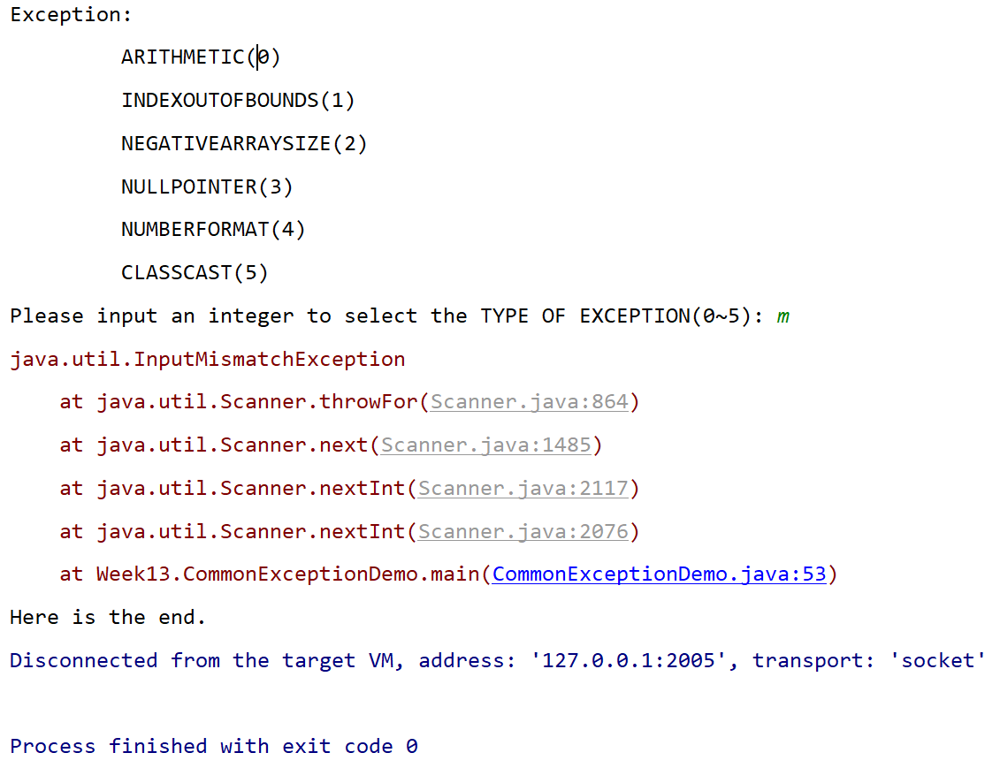 Exception:
ARITHMETIC(0)
INDEXOUTOFBOUNDS(1)
NEGATIVEARRAYSIZE(2)
NULLPOINTER(3)
NUMBERFORMAT(4)
CLASSCAST(5)
Please input an integer to select the TYPE OF EXCEPTION(0~5): m
java.util.InputMismatchException
at java.util.Scanner.throwFor(Scanner.java:864)
at java.util.Scanner.next(Scanner.java:1485)
at java.util.Scanner.nextInt(Scanner.java:2117)
at java.util.Scanner.nextInt(Scanner.java:2076)
at Week13.CommonExceptionDemo.main(CommonExceptionDemo.java:53)
Here is the end.
Disconnected from the target VM, address: '127.0.0.1:2005', transport: 'socket'
Process finished with exit code 0